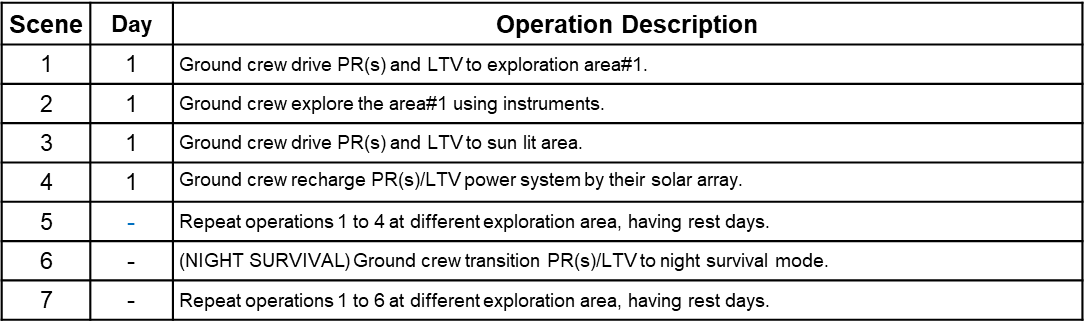 Scene Day Operation Description
1 1 Ground crew drive PR(s) and LTV to exploration area#1.
2 1 Ground crew explore the area#1 using instruments.
3 1 Ground crew drive PR(s) and LTV to sun lit area.
4 1 Ground crew recharge PR(s)/LTV power system by their solar array.
5 - Repeat operations 1 to 4 at different exploration area, having rest days.
6 - (NIGHT SURVIVAL) Ground crew transition PR(s)/LTV to night survival mode.
7 - Repeat operations 1 to 6 at different exploration area, having rest days.